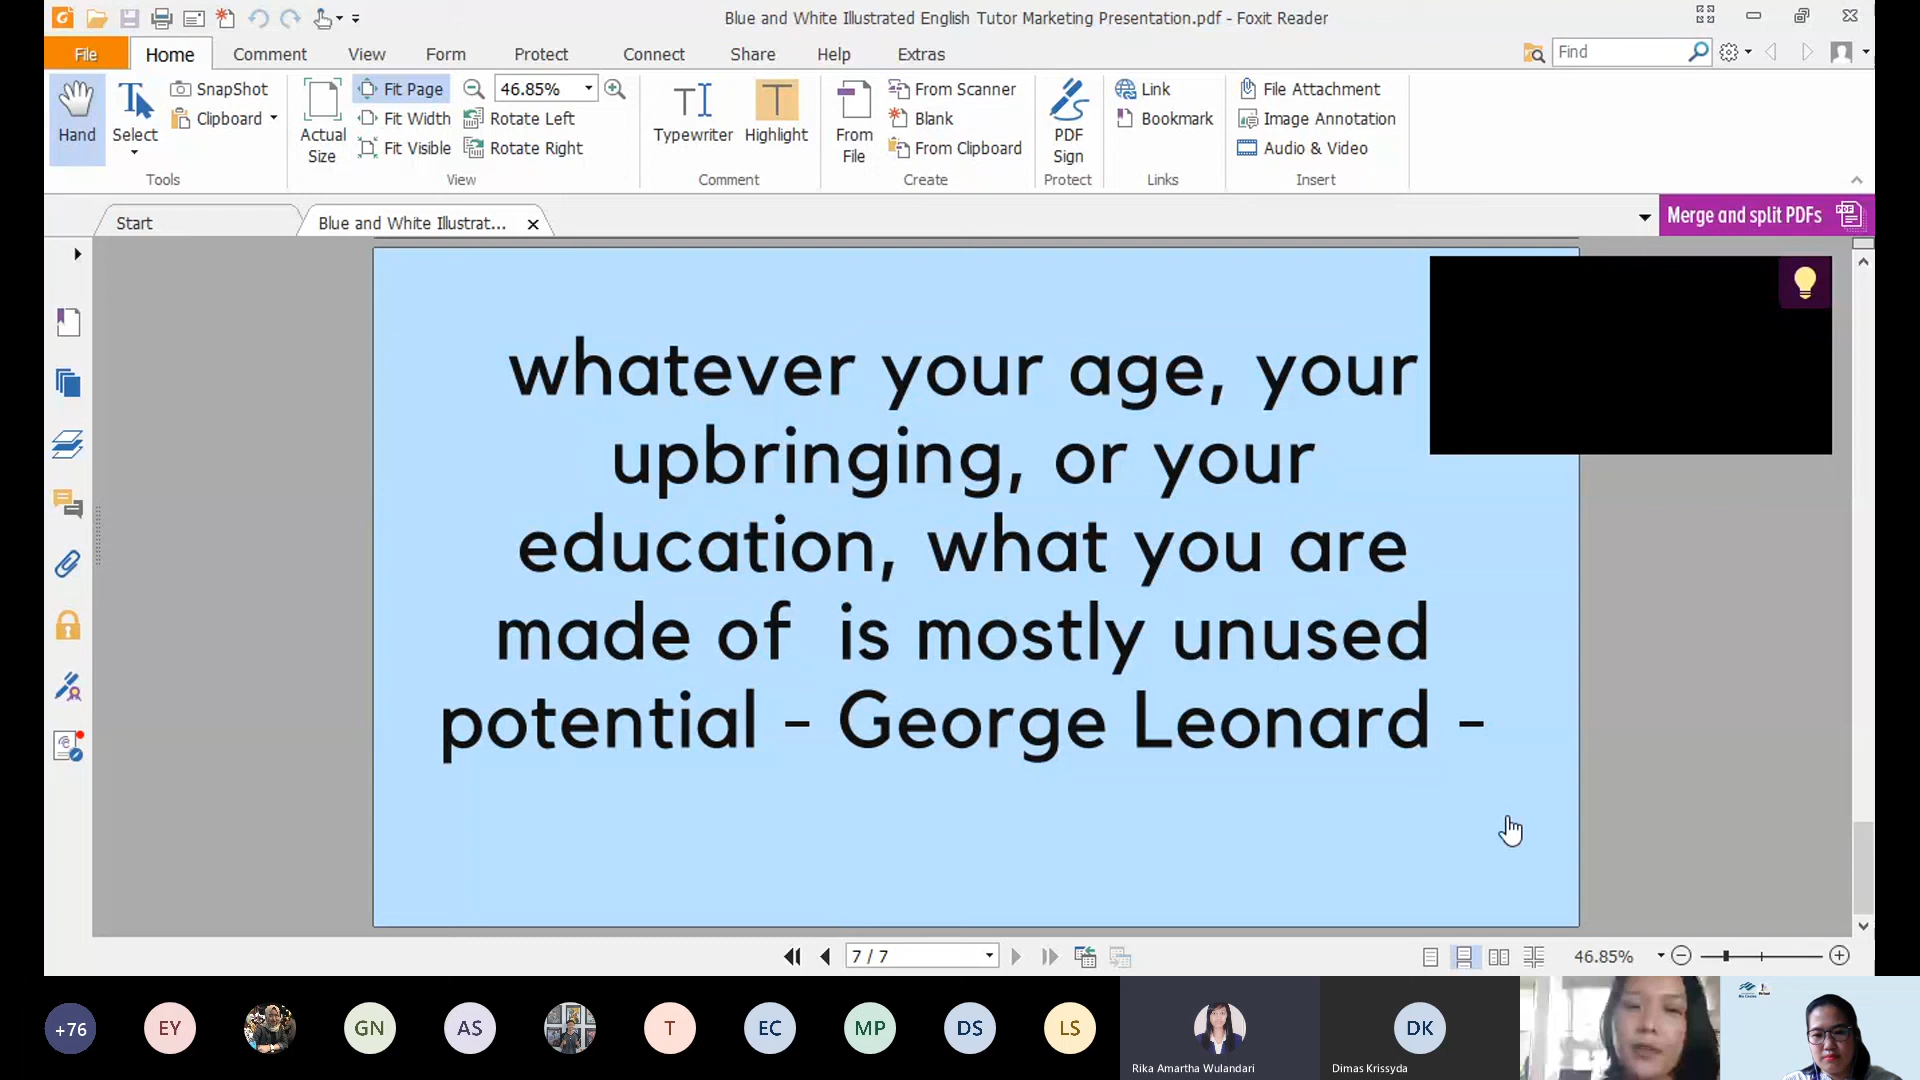 Blue and White Illustrated English Tutor Marketing Presentation.pdf - Foxit Reader
File Home Comment View Form Protect Connect Share Help Extras Find
Hand
Select
SnapShot
Clipboard
Tools
Actual Size
Fit Page
Fit Width
Fit Visible
46.85%
Rotate Left
Rotate Right
View
Typewriter
Highlight
Comment
From File
From Scanner
Blank
From Clipboard
Create
PDF Sign
Protect
Link
Bookmark
Links
File Attachment
Image Annotation
Audio & Video
Insert
Start
Blue and White Illustrat...
Merge and split PDFs
whatever your age, your
upbringing, or your
education, what you are
made of is mostly unused
potential - George Leonard -
7 / 7
46.85%
+76
EY
GN
AS
T
EC
MP
DS
LS
Rika Amartha Wulandari
DK
Dimas Krissyda